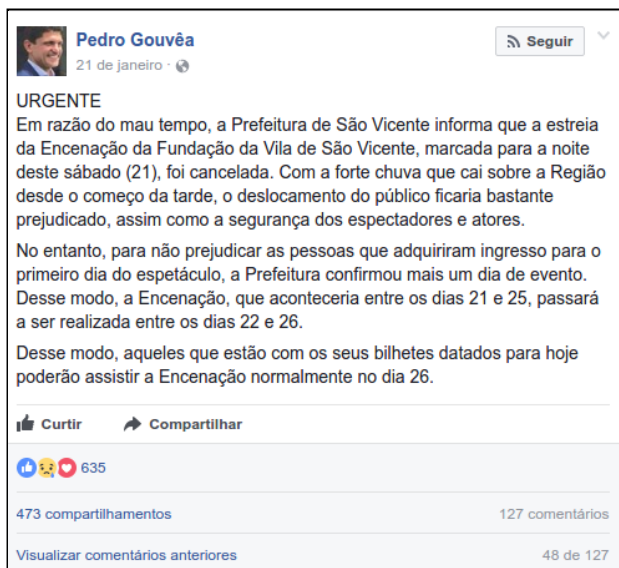 Pedro Gouvêa
Seguir
21 de janeiro ·
URGENTE
Em razão do mau tempo, a Prefeitura de São Vicente informa que a estreia
da Encenação da Fundação da Vila de São Vicente, marcada para a noite
deste sábado (21), foi cancelada. Com a forte chuva que cai sobre a Região
desde o começo da tarde, o deslocamento do público ficaria bastante
prejudicado, assim como a segurança dos espectadores e atores.
No entanto, para não prejudicar as pessoas que adquiriram ingresso para o
primeiro dia do espetáculo, a Prefeitura confirmou mais um dia de evento.
Desse modo, a Encenação, que aconteceria entre os dias 21 e 25, passará
a ser realizada entre os dias 22 e 26.
Desse modo, aqueles que estão com os seus bilhetes datados para hoje
poderão assistir a Encenação normalmente no dia 26.
Curtir Compartilhar
635
473 compartilhamentos 127 comentários
Visualizar comentários anteriores 48 de 127